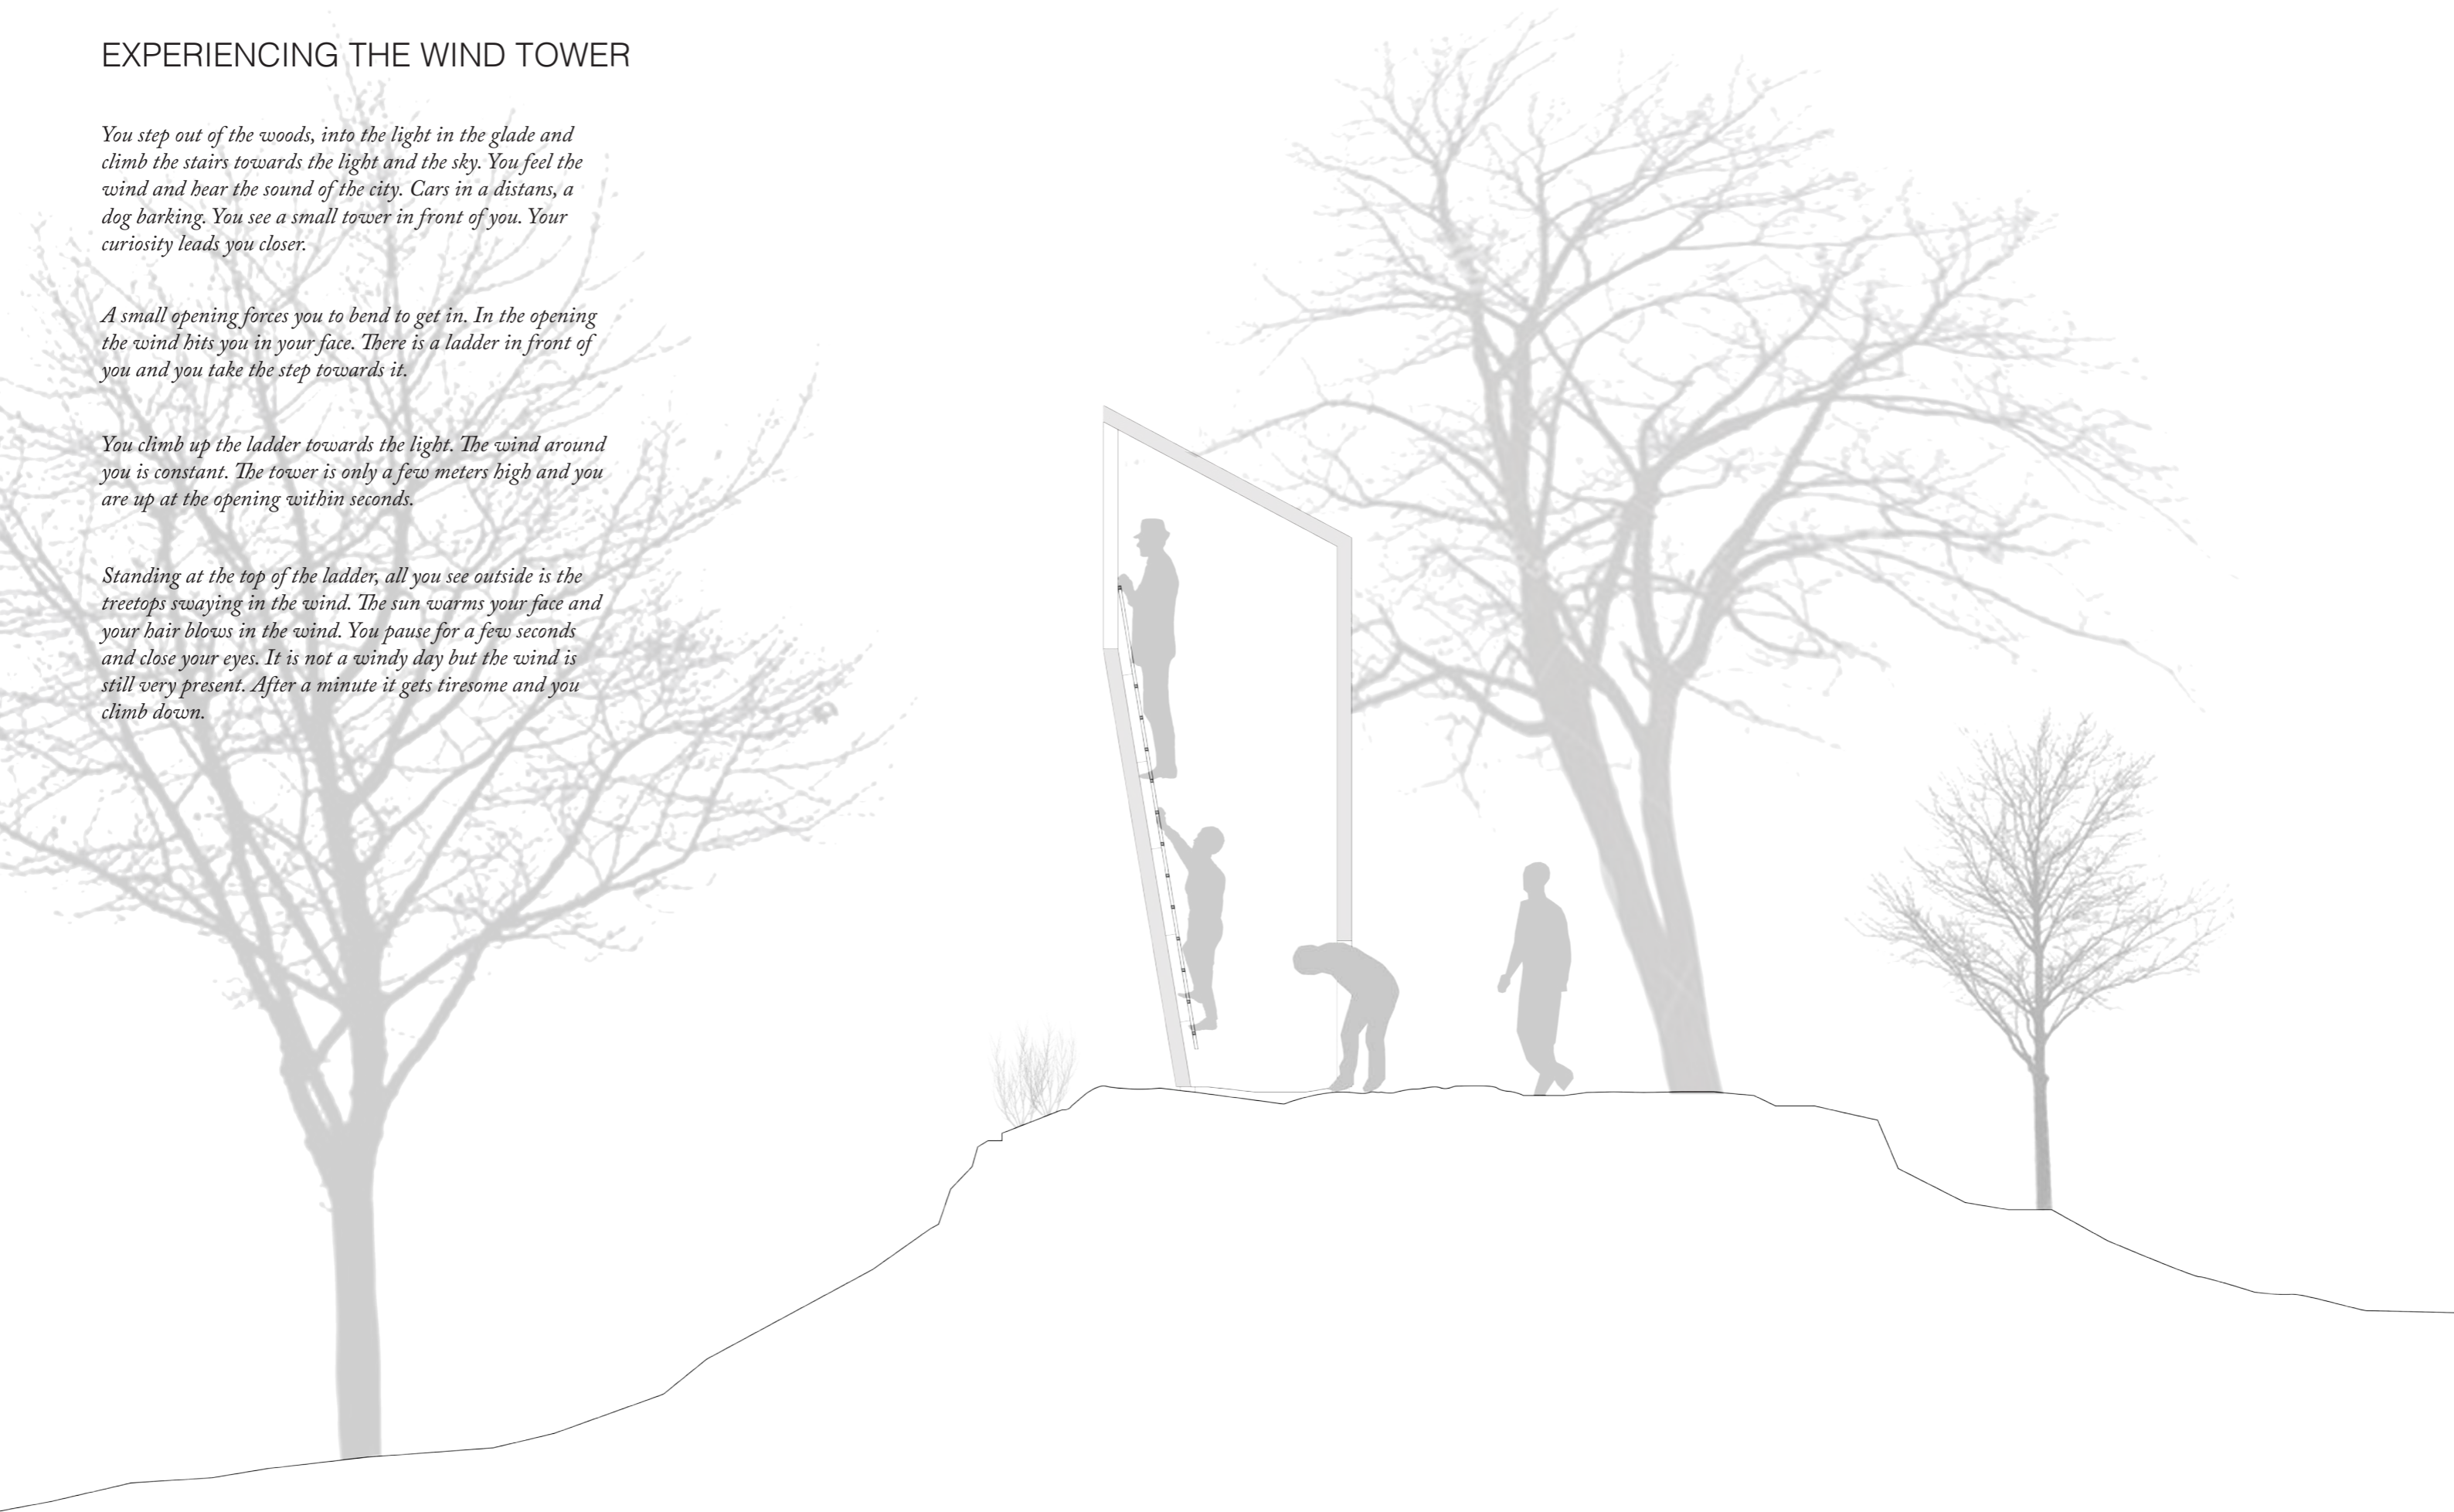 EXPERIENCING THE WIND TOWER
You step out of the woods, into the light in the glade and
climb the stairs towards the light and the sky. You feel the
wind and hear the sound of the city. Cars in a distans, a
dog barking. You see a small tower in front of you. Your
curiosity leads you closer.
A small opening forces you to bend to get in. In the opening
the wind hits you in your face. There is a ladder in front of
you and you take the step towards it.
You climb up the ladder towards the light. The wind around
you is constant. The tower is only a few meters high and you
are up at the opening within seconds.
Standing at the top of the ladder, all you see outside is the
treetops swaying in the wind. The sun warms your face and
your hair blows in the wind. You pause for a few seconds
and close your eyes. It is not a windy day but the wind is
still very present. After a minute it gets tiresome and you
climb down.